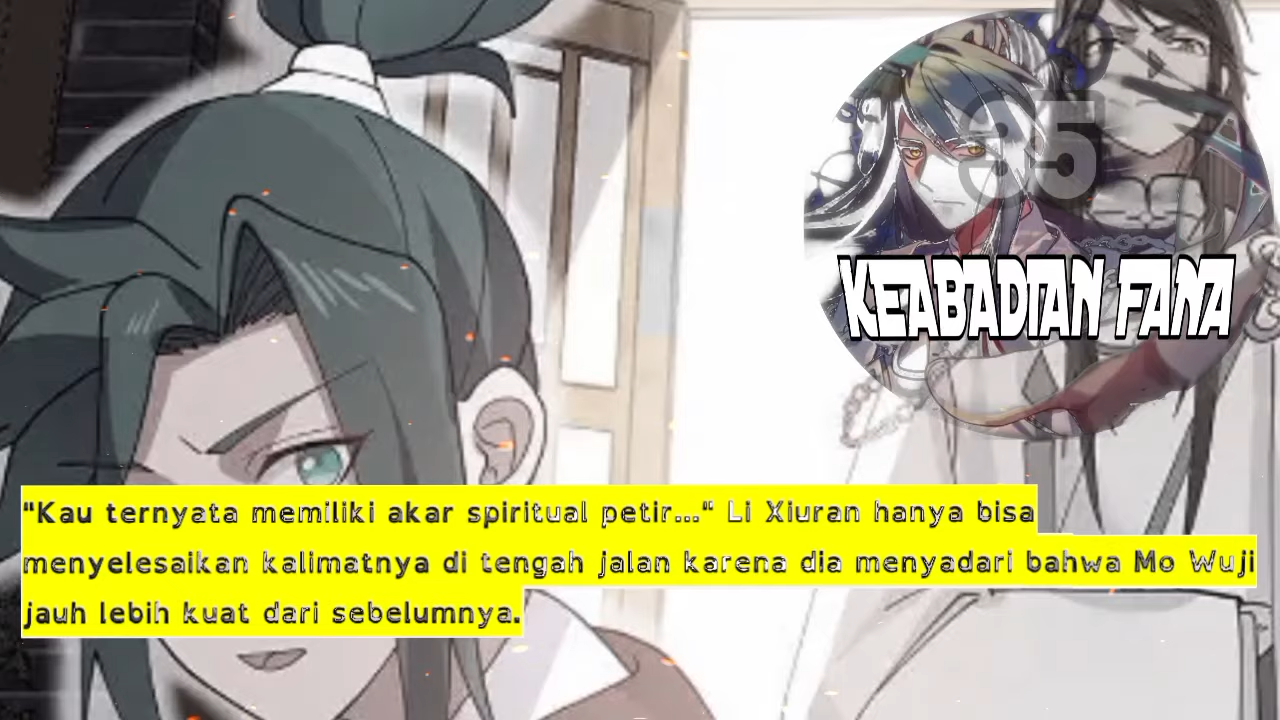 35
KEABADIAN FANA
"Kau ternyata memiliki akar spiritual petir..." Li Xiuran hanya bisa
menyelesaikan kalimatnya di tengah jalan karena dia menyadari bahwa Mo Wuji
jauh lebih kuat dari sebelumnya.